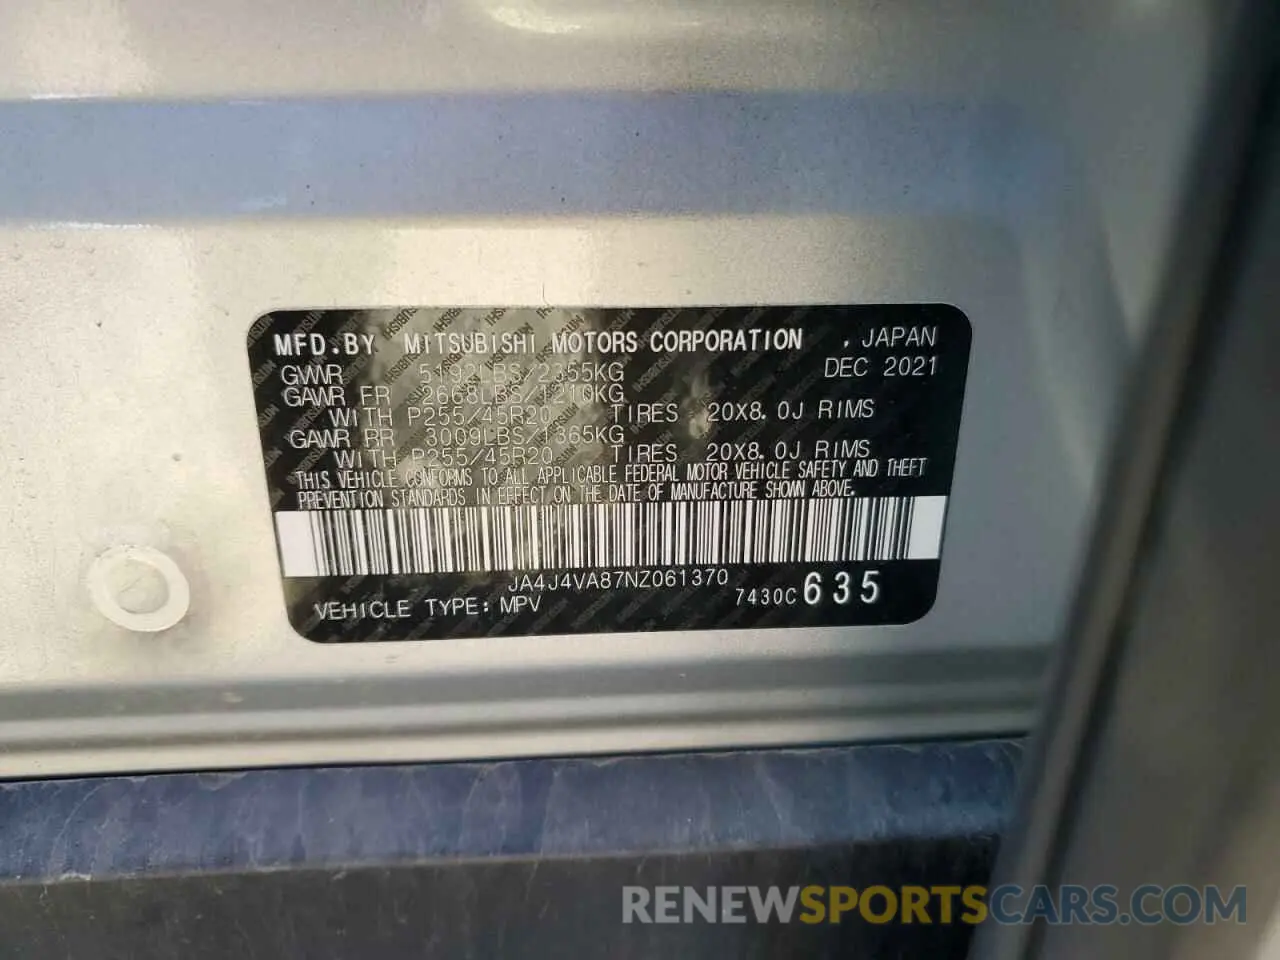 MFD.BY MITSUBISHI MOTORS CORPORATION . JAPAN
GVWR 5192LBS/2355KG DEC 2021
GAWR FR 2668LBS/1210KG
WITH P255/45R20 TIRES 20X8.0J RIMS
GAWR RR 3009LBS/1365KG
WITH P255/45R20 TIRES 20X8.0J RIMS
THIS VEHICLE CONFORMS TO ALL APPLICABLE FEDERAL MOTOR VEHICLE SAFETY AND THEFT
PREVENTION STANDARDS IN EFFECT ON THE DATE OF MANUFACTURE SHOWN ABOVE.
JA4J4VA87NZ061370
VEHICLE TYPE: MPV 7430C 635
RENEWSPORTSCARS.COM